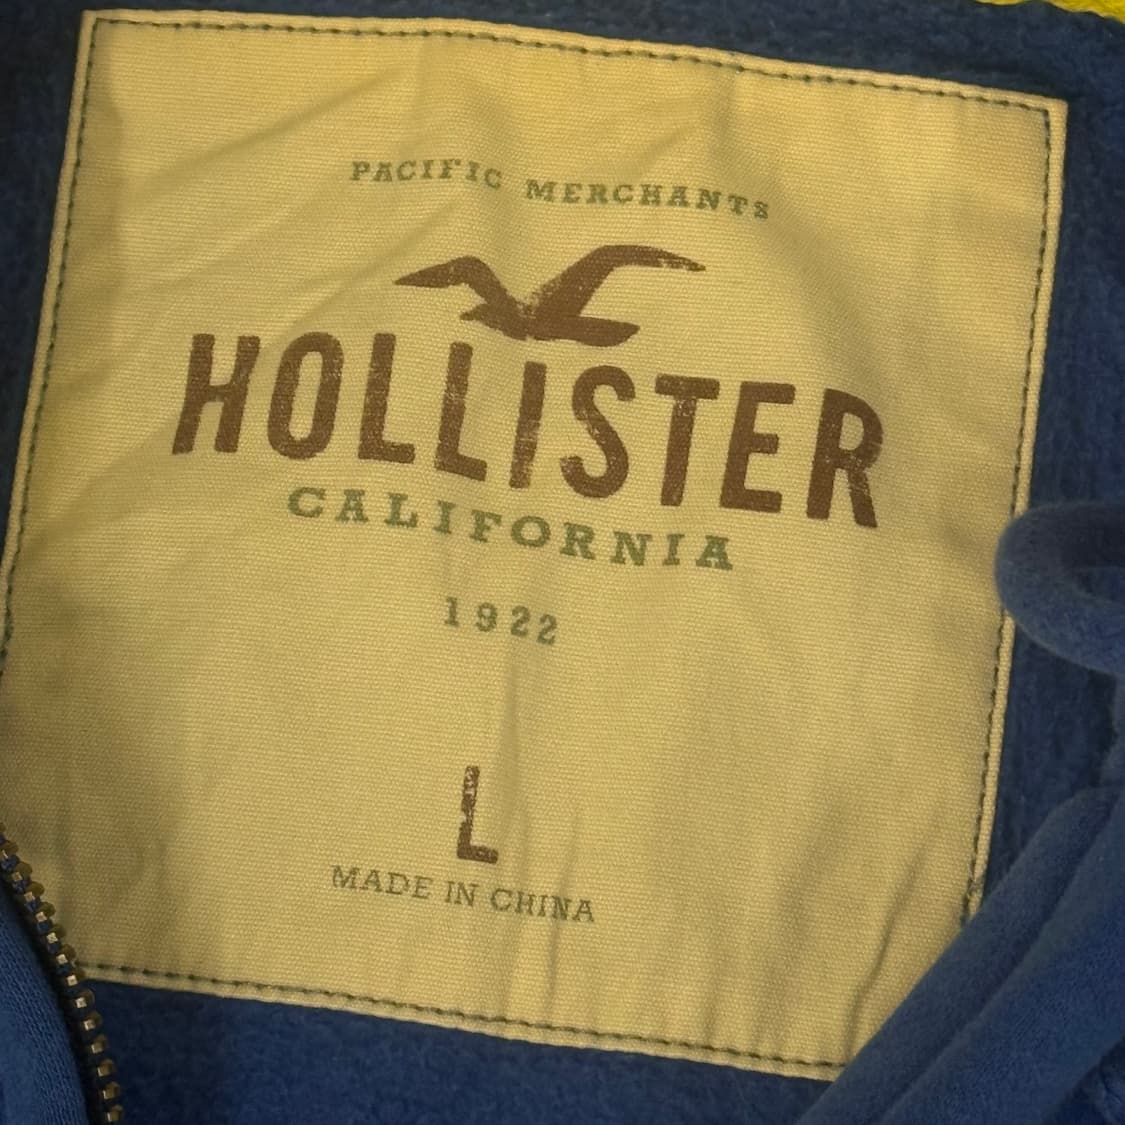 PACIFIC MERCHANTS
HOLLISTER
CALIFORNIA
1922
L
MADE IN CHINA